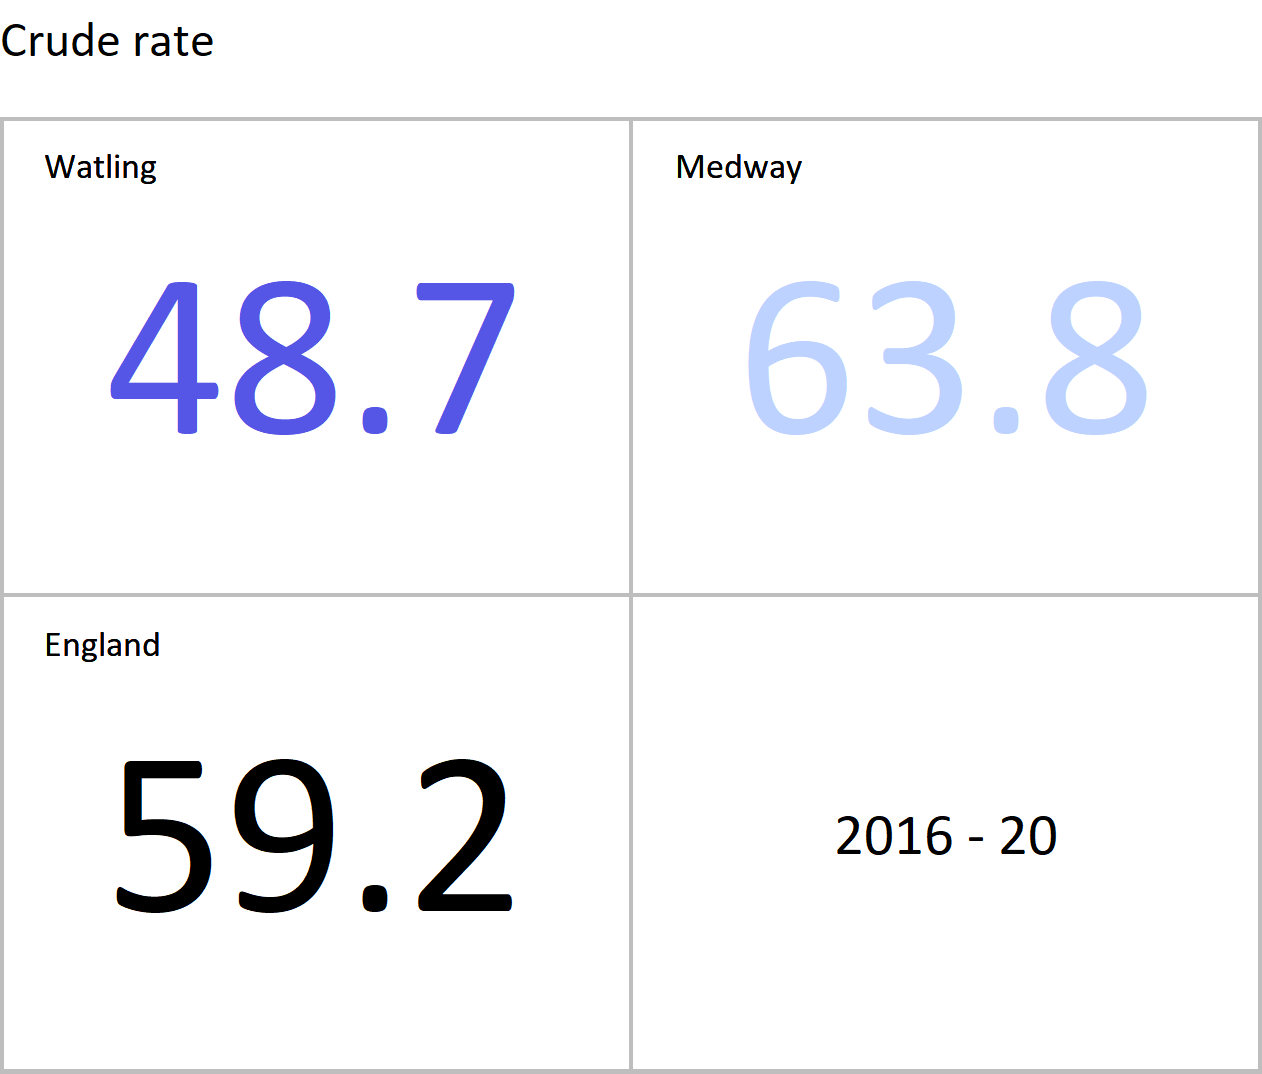 Crude rate
Watling
48.7
Medway
63.8
England
59.2
2016 - 20